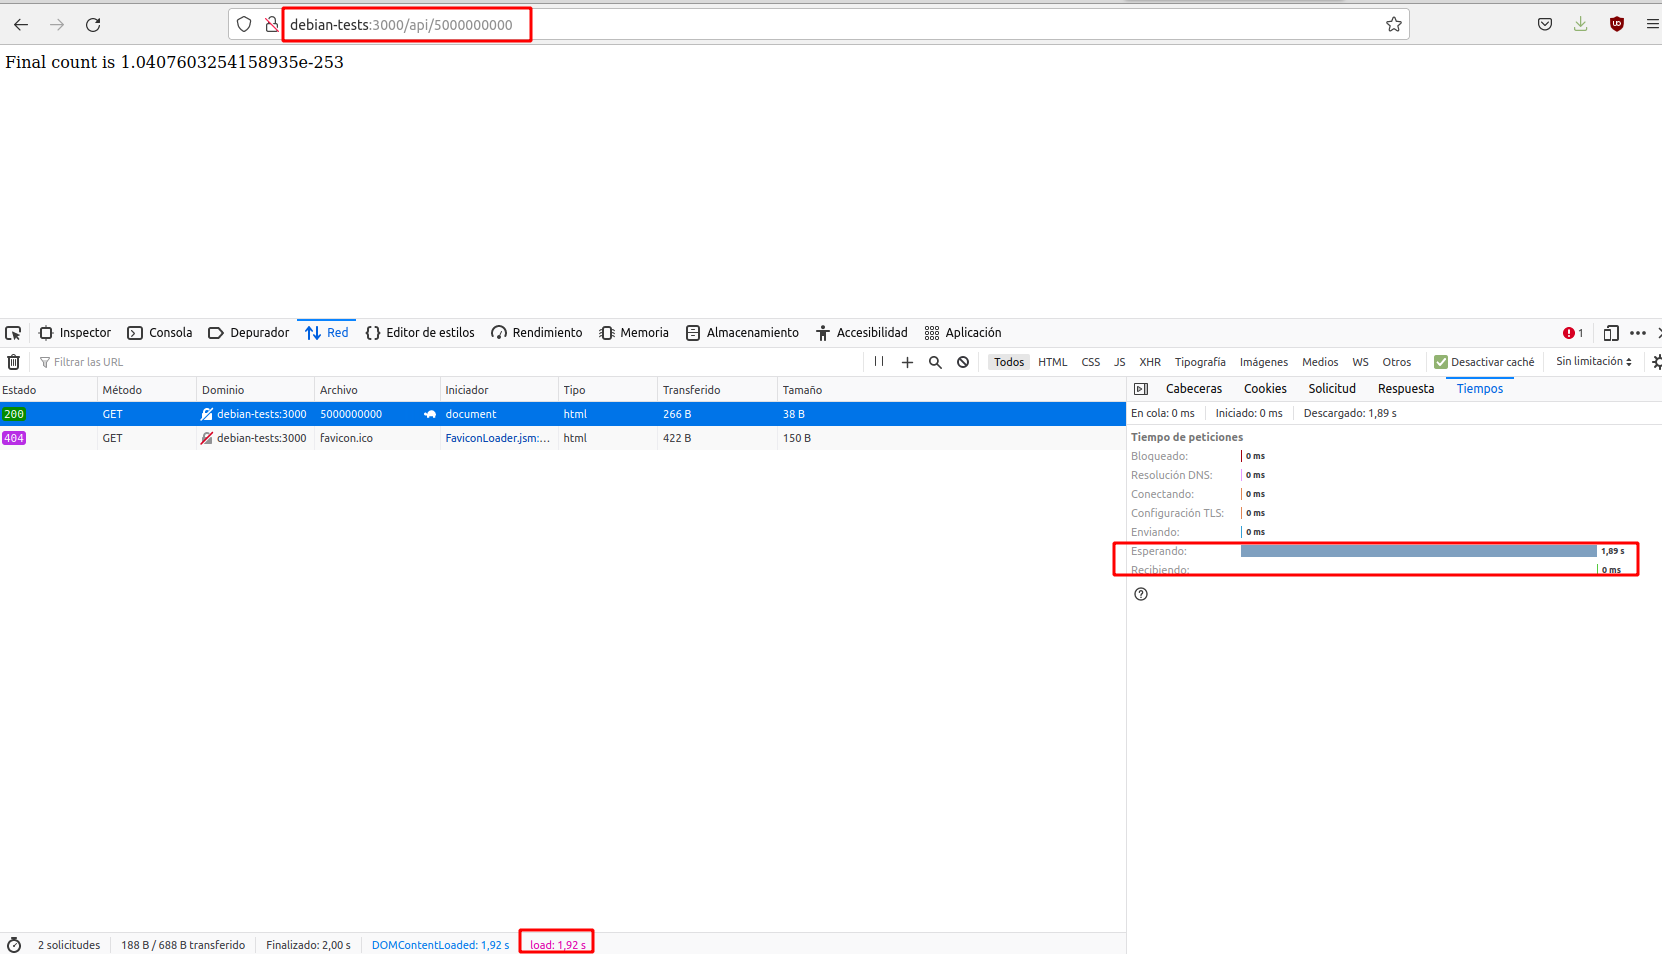 debian-tests:3000/api/5000000000
Final count is 1.0407603254158935e-253
Inspector Consola Depurador Red Editor de estilos Rendimiento Memoria Almacenamiento Accesibilidad Aplicación 1
Filtrar las URL Todos HTML CSS JS XHR Tipografía Imágenes Medios WS Otros Desactivar caché Sin limitación
Estado Método Dominio Archivo Iniciador Tipo Transferido Tamaño
200 GET debian-tests:3000 5000000000 document html 266 B 38 B
404 GET debian-tests:3000 favicon.ico FaviconLoader.jsm:... html 422 B 150 B
Cabeceras Cookies Solicitud Respuesta Tiempos
En cola: 0 ms Iniciado: 0 ms Descargado: 1,89 s
Tiempo de peticiones
Bloqueado: 0 ms
Resolución DNS: 0 ms
Conectando: 0 ms
Configuración TLS: 0 ms
Enviando: 0 ms
Esperando: 1,89 s
Recibiendo: 0 ms
2 solicitudes 188 B / 688 B transferido Finalizado: 2,00 s DOMContentLoaded: 1,92 s load: 1,92 s